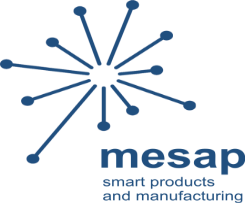 mesap
smart products
and manufacturing